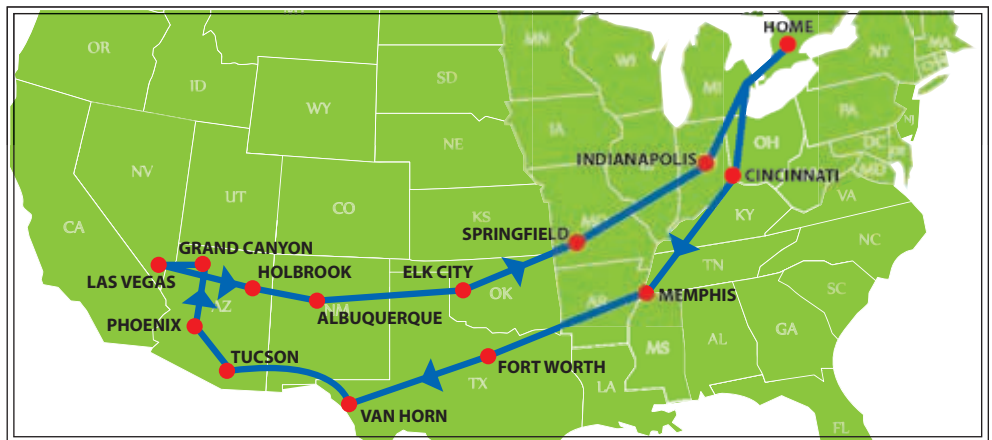 HOME
MN
MA
OR
WI
NY
SD
MI
ID
WY
PA
IA
NJ
NE
OH
DC
INDIANAPOLIS
NV
MD
CINCINNATI
UT
CO
VA
KS
KY
MO
CA
SPRINGFIELD
NC
GRAND CANYON
TN
LAS VEGAS
HOLBROOK
ELK CITY
OK
SC
MEMPHIS
AZ
NM
AR
ALBUQUERQUE
PHOENIX
GA
AL
MS
TUCSON
FORT WORTH
TX
LA
VAN HORN
FL